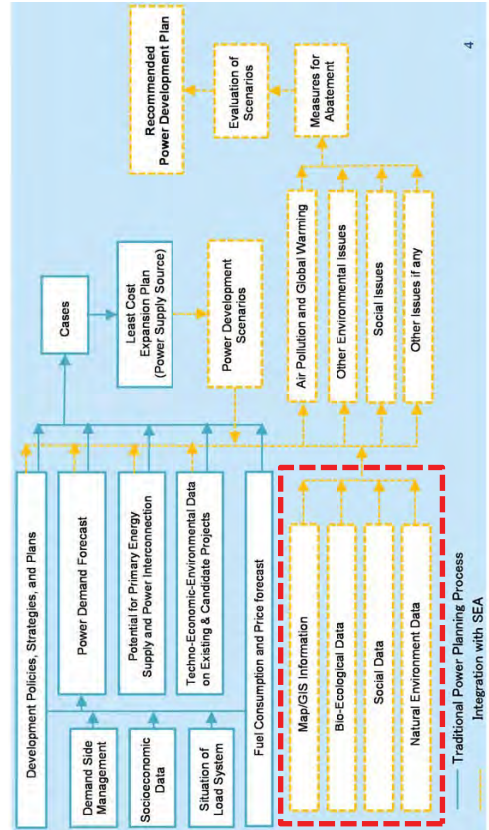 Development Policies, Strategies, and Plans
Demand Side
Management
Socioeconomic
Data
Situation of
Load System
Power Demand Forecast
Potential for Primary Energy
Supply and Power Interconnection
Techno-Economic-Environmental Data
on Existing & Candidate Projects
Fuel Consumption and Price forecast
Cases
Least Cost
Expansion Plan
(Power Supply Source)
Power Development
Scenarios
Map/GIS Information
Bio-Ecological Data
Social Data
Natural Environment Data
Air Pollution and Global Warming
Other Environmental Issues
Social Issues
Other Issues if any
Measures for
Abatement
Evaluation of
Scenarios
Recommended
Power Development Plan
Traditional Power Planning Process
Integration with SEA
4